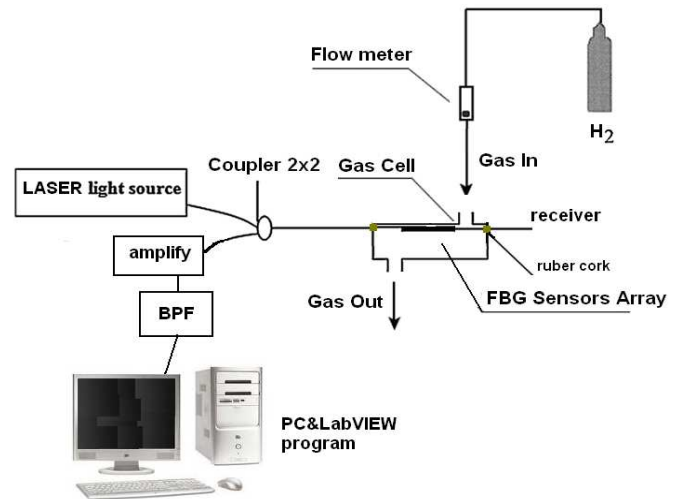 Flow meter
H2
Coupler 2x2
Gas Cell
Gas In
LASER light source
receiver
amplify
ruber cork
BPF
Gas Out
FBG Sensors Array
PC&LabVIEW
program